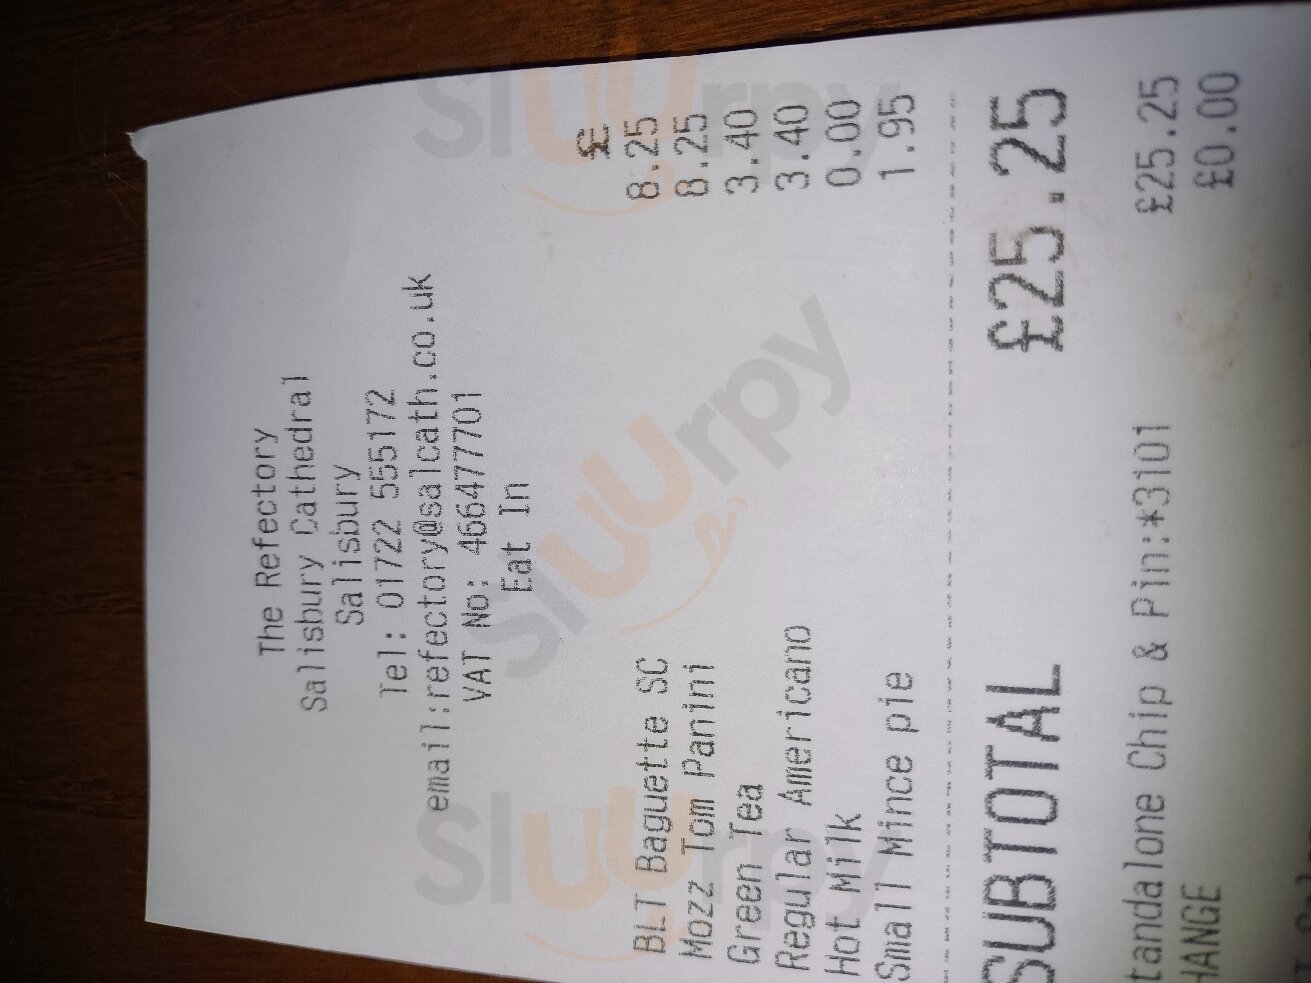 The Refectory
Salisbury Cathedral
Salisbury
Tel: 01722 555172
email:refectory@salcath.co.uk
VAT No: 466477701
Eat In
£
BLT Baguette SC 8.25
Mozz Tom Panini 8.25
Green Tea 3.40
Regular Americano 3.40
Hot Milk 0.00
Small Mince pie 1.95
SUBTOTAL £25.25
tandalone Chip & Pin:*3101 £25.25
HANGE £0.00
Sluurpy
Sluurpy
Sluurpy